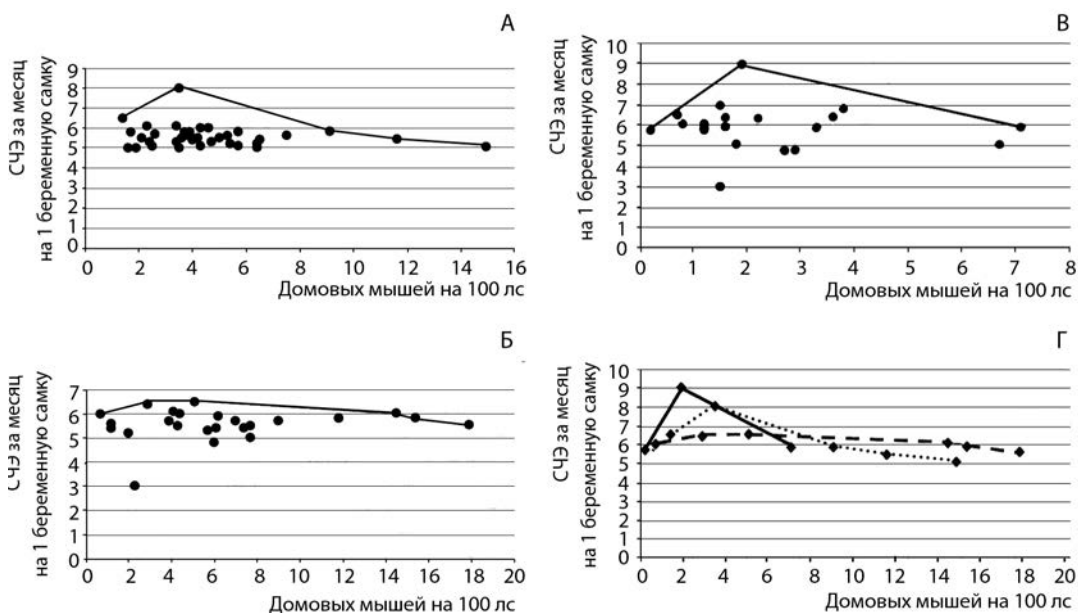 А
СЧЭ за месяц
на 1 беременную самку
9
8
7
6
5
4
3
2
1
0
0 2 4 6 8 10 12 14 16
Домовых мышей на 100 лс
В
СЧЭ за месяц
на 1 беременную самку
10
9
8
7
6
5
4
3
2
1
0
0 1 2 3 4 5 6 7 8
Домовых мышей на 100 лс
Б
СЧЭ за месяц
на 1 беременную самку
7
6
5
4
3
2
1
0
0 2 4 6 8 10 12 14 16 18 20
Домовых мышей на 100 лс
Г
СЧЭ за месяц
на 1 беременную самку
10
9
8
7
6
5
4
3
2
1
0
0 2 4 6 8 10 12 14 16 18 20
Домовых мышей на 100 лс